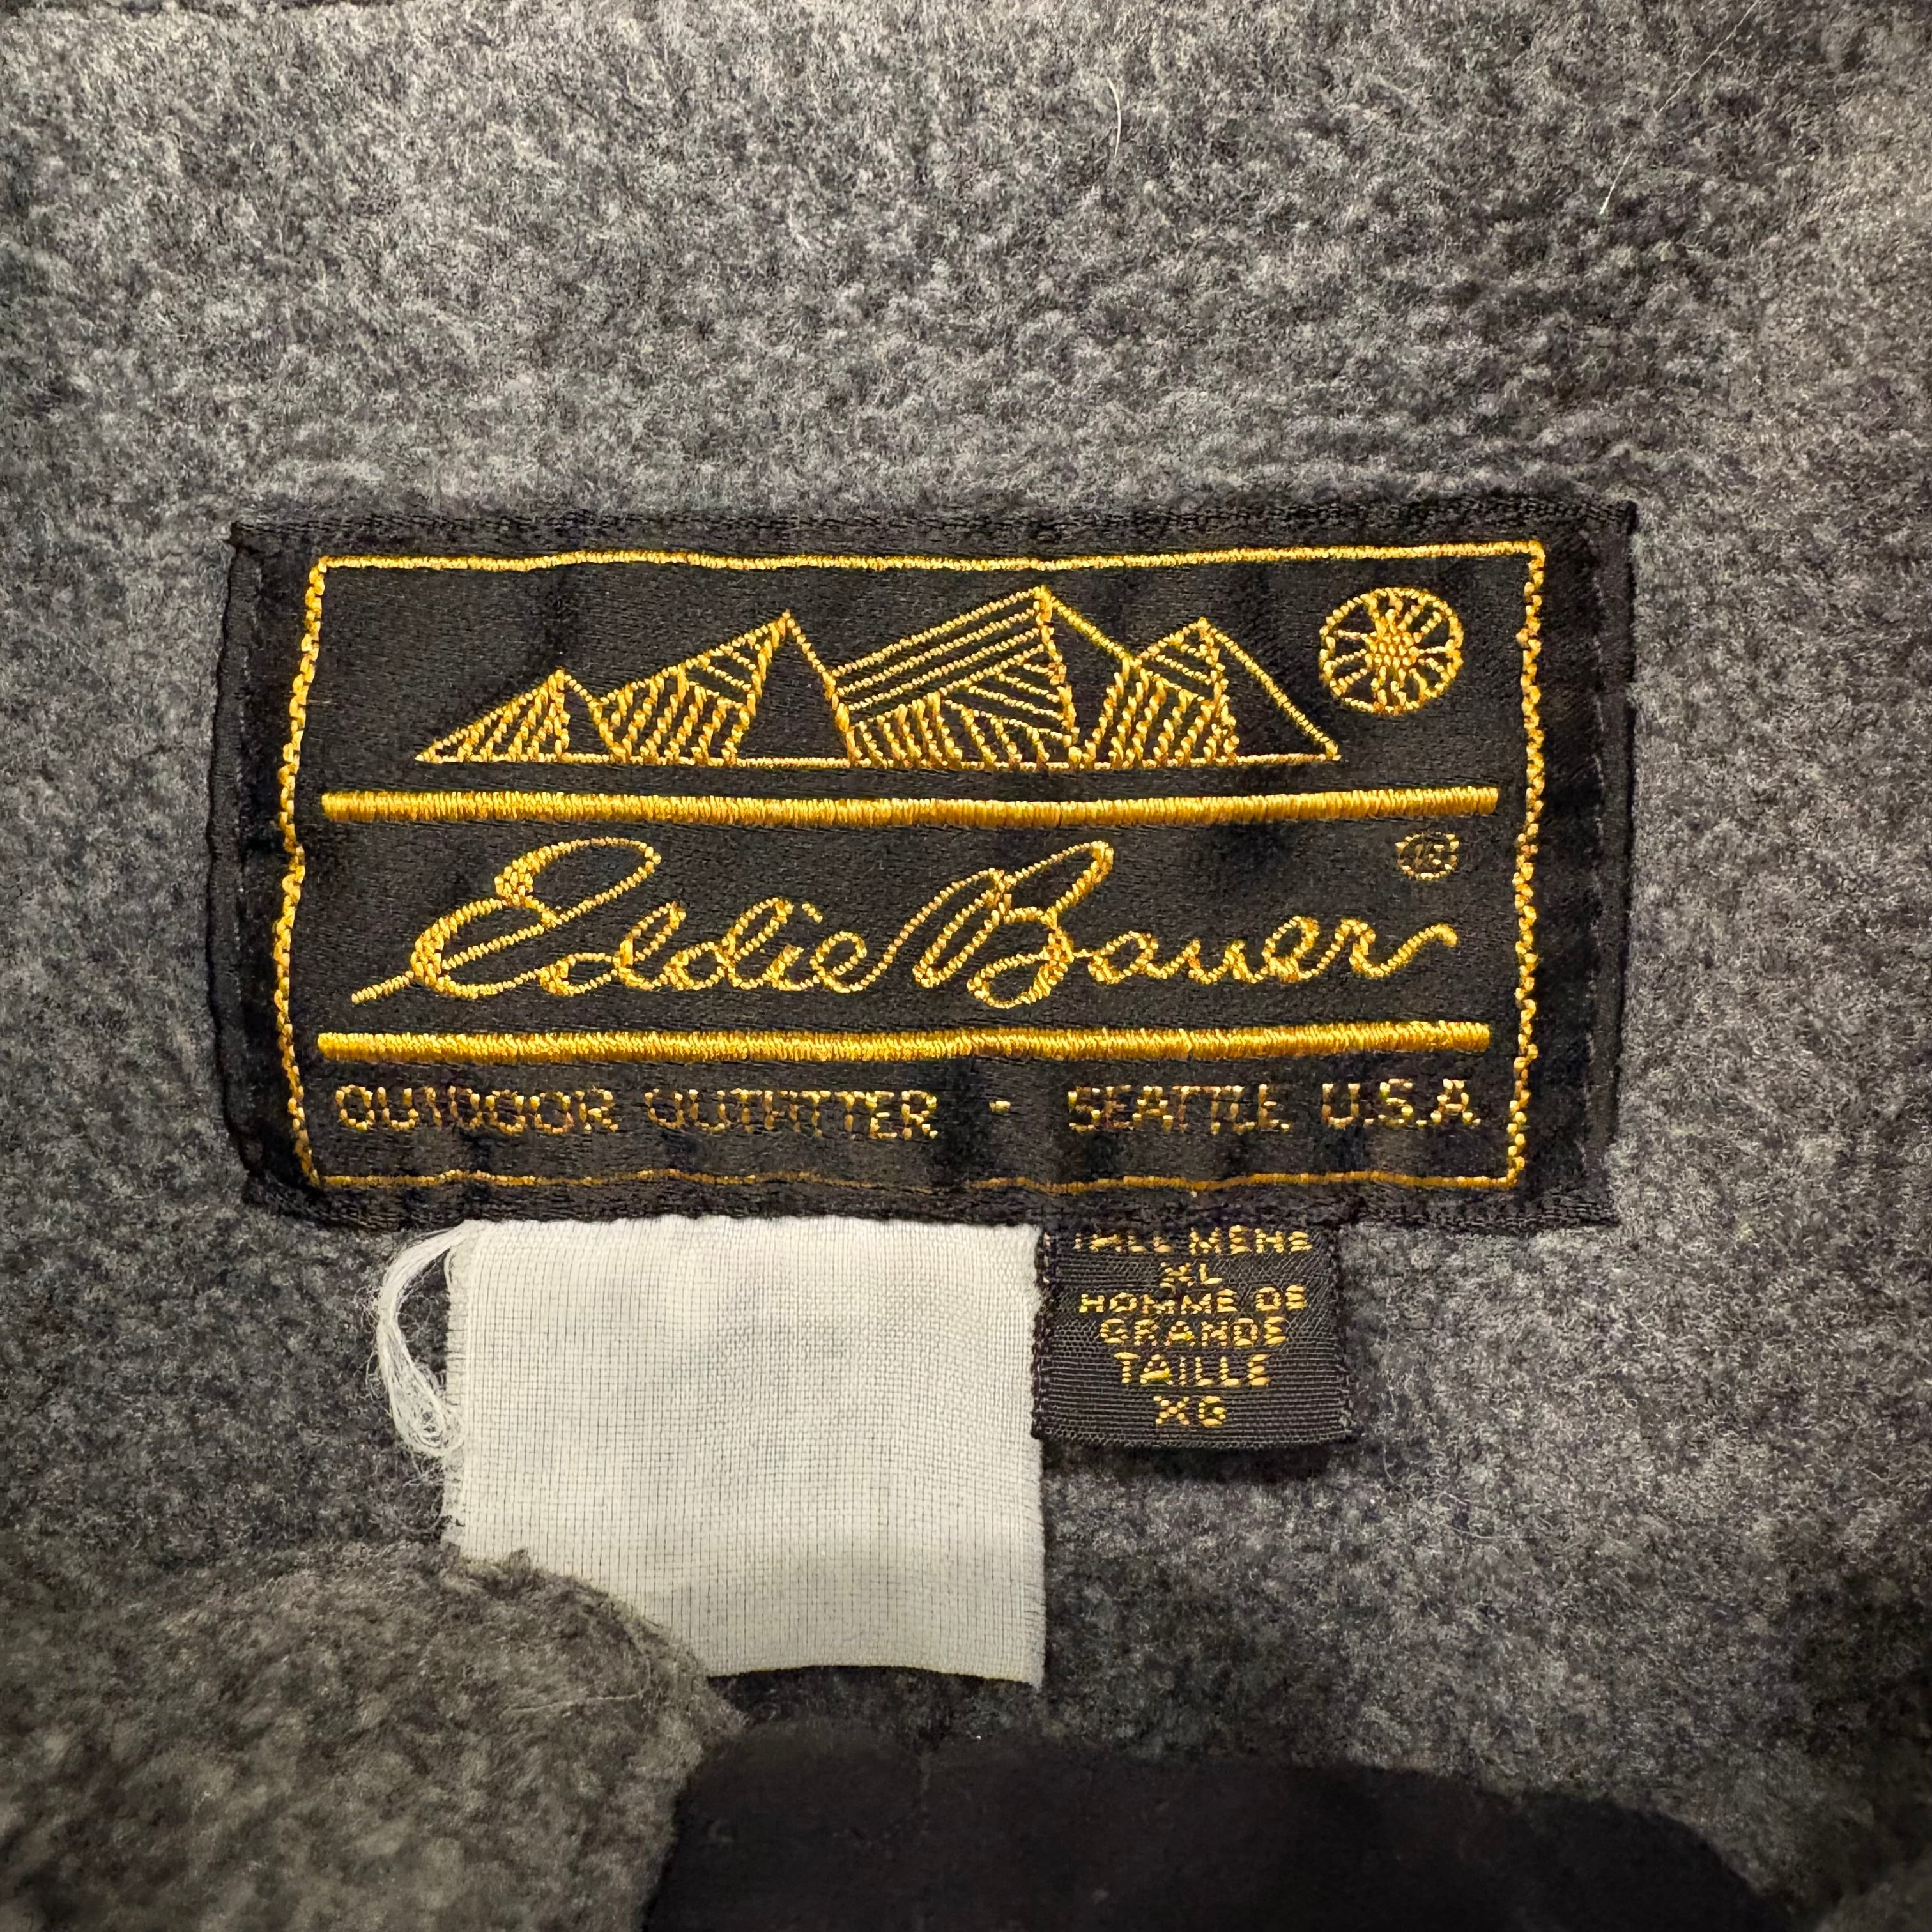 Eddie Bauer ®
OUTDOOR OUTFITTER · SEATTLE U.S.A
TALL MENS
XL
HOMME DE
GRANDE
TAILLE
XG